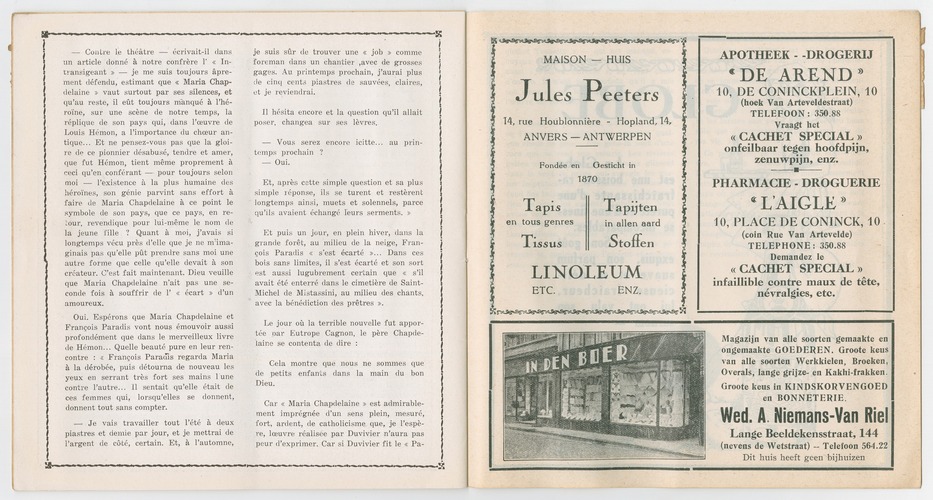 — Contre le théâtre — écrivait-il dans
un article donné à notre confrère l' « In-
transigeant » — je me suis toujours âpre-
ment défendu, estimant que « Maria Chap-
delaine » vaut surtout par ses silences, et
qu'au reste, il eût toujours manqué à l'hé-
roïne, sur une scène de notre temps, la
réplique de son pays qui, dans l'œuvre de
Louis Hémon, a l'importance du chœur an-
tique... Et ne pensez-vous pas que la gloi-
re de ce pionnier désabusé, tendre et amer,
que fut Hémon, tient même proprement à
ceci qu'en conférant — pour toujours selon
moi — l'existence à la plus humaine des
héroïnes, son génie parvint sans effort à
faire de Maria Chapdelaine à ce point le
symbole de son pays, que ce pays, en re-
tour, revendique pour lui-même le nom de
la jeune fille ? Quant à moi, j'avais si
longtemps vécu près d'elle que je ne m'ima-
ginais pas qu'elle pût prendre sans moi une
autre forme que celle qu'elle devait à son
créateur. C'est fait maintenant. Dieu veuille
que Maria Chapdelaine n'ait pas une se-
conde fois à souffrir de l' « écart » d'un
amoureux.
Oui. Espérons que Maria Chapdelaine et
François Paradis vont nous émouvoir aussi
profondément que dans le merveilleux livre
de Hémon... Quelle beauté pure en leur ren-
contre : « François Paradis regarda Maria
à la dérobée, puis détourna de nouveau les
yeux en serrant très fort ses mains l'une
contre l'autre... Il sentait qu'elle était de
ces femmes qui, lorsqu'elles se donnent,
donnent tout sans compter.
— Je vais travailler tout l'été à deux
piastres et demie par jour, et je mettrai de
l'argent de côté, certain. Et, à l'automne,
je suis sûr de trouver une « job » comme
forceman dans un chantier ,avec de grosses
gages. Au printemps prochain, j'aurai plus
de cinq cents piastres de sauvées, claires,
et je reviendrai.
Il hésita encore et la question qu'il allait
poser, changea sur ses lèvres,
— Vous serez encore icitte... au prin-
temps prochain ?
— Oui.
Et, après cette simple question et sa plus
simple réponse, ils se turent et restèrent
longtemps ainsi, muets et solennels, parce
qu'ils avaient échangé leurs serments. »
Et puis un jour, en plein hiver, dans la
grande forêt, au milieu de la neige, Fran-
çois Paradis « s'est écarté »... Dans ces
bois sans limites, il s'est écarté et son sort
est aussi lugubrement certain que « s'il
avait été enterré dans le cimetière de Saint-
Michel de Mistassini, au milieu des chants,
avec la bénédiction des prêtres ».
Le jour où la terrible nouvelle fut appor-
tée oar Eutrope Cagnon, le père Chapde-
laine se contenta de dire :
Cela montre que nous ne sommes que
de petits enfants dans la main du bon
Dieu.
Car « Maria Chapdelaine » est admirable-
ment imprégnée d'un sens plein, mesuré,
fort, ardent, de catholicisme que, je l'espè-
re, lœuvre réalisée par Duvivier n'aura pas
peur d'exprimer. Car si Duvivier fit le « Pa-
MAISON — HUIS
Jules Peeters
14, rue Houblonnière - Hopland, 14,
ANVERS — ANTWERPEN
Fondée en Gesticht in
1870
Tapis Tapijten
en tous genres in allen aard
Tissus Stoffen
LINOLEUM
ETC. ENZ.
APOTHEEK - -DROGERIJ
“ DE AREND ”
10, DE CONINCKPLEIN, 10
(hoek Van Arteveldestraat)
TELEFOON : 350.88
Vraagt het
« CACHET SPECIAL »
onfeilbaar tegen hoofdpijn,
zenuwpijn, enz.
PHARMACIE - DROGUERIE
“ L'AIGLE ”
10, PLACE DE CONINCK, 10
(coin Rue Van Artevelde)
TELEPHONE : 350.88
Demandez le
« CACHET SPECIAL »
infaillible contre maux de tête,
névralgies, etc.
IN DEN BOER
Magazijn van alle soorten gemaakte en
ongemaakte GOEDEREN. Groote keus
van alle soorten Werkkielen, Broeken,
Overals, lange grijze- en Kakhi-frakken.
Groote keus in KINDSKORVENGOED
en BONNETERIE.
Wed. A. Niemans-Van Riel
Lange Beeldekensstraat, 144
(nevens de Wetstraat) — Telefoon 564.22
Dit huis heeft geen bijhuizen